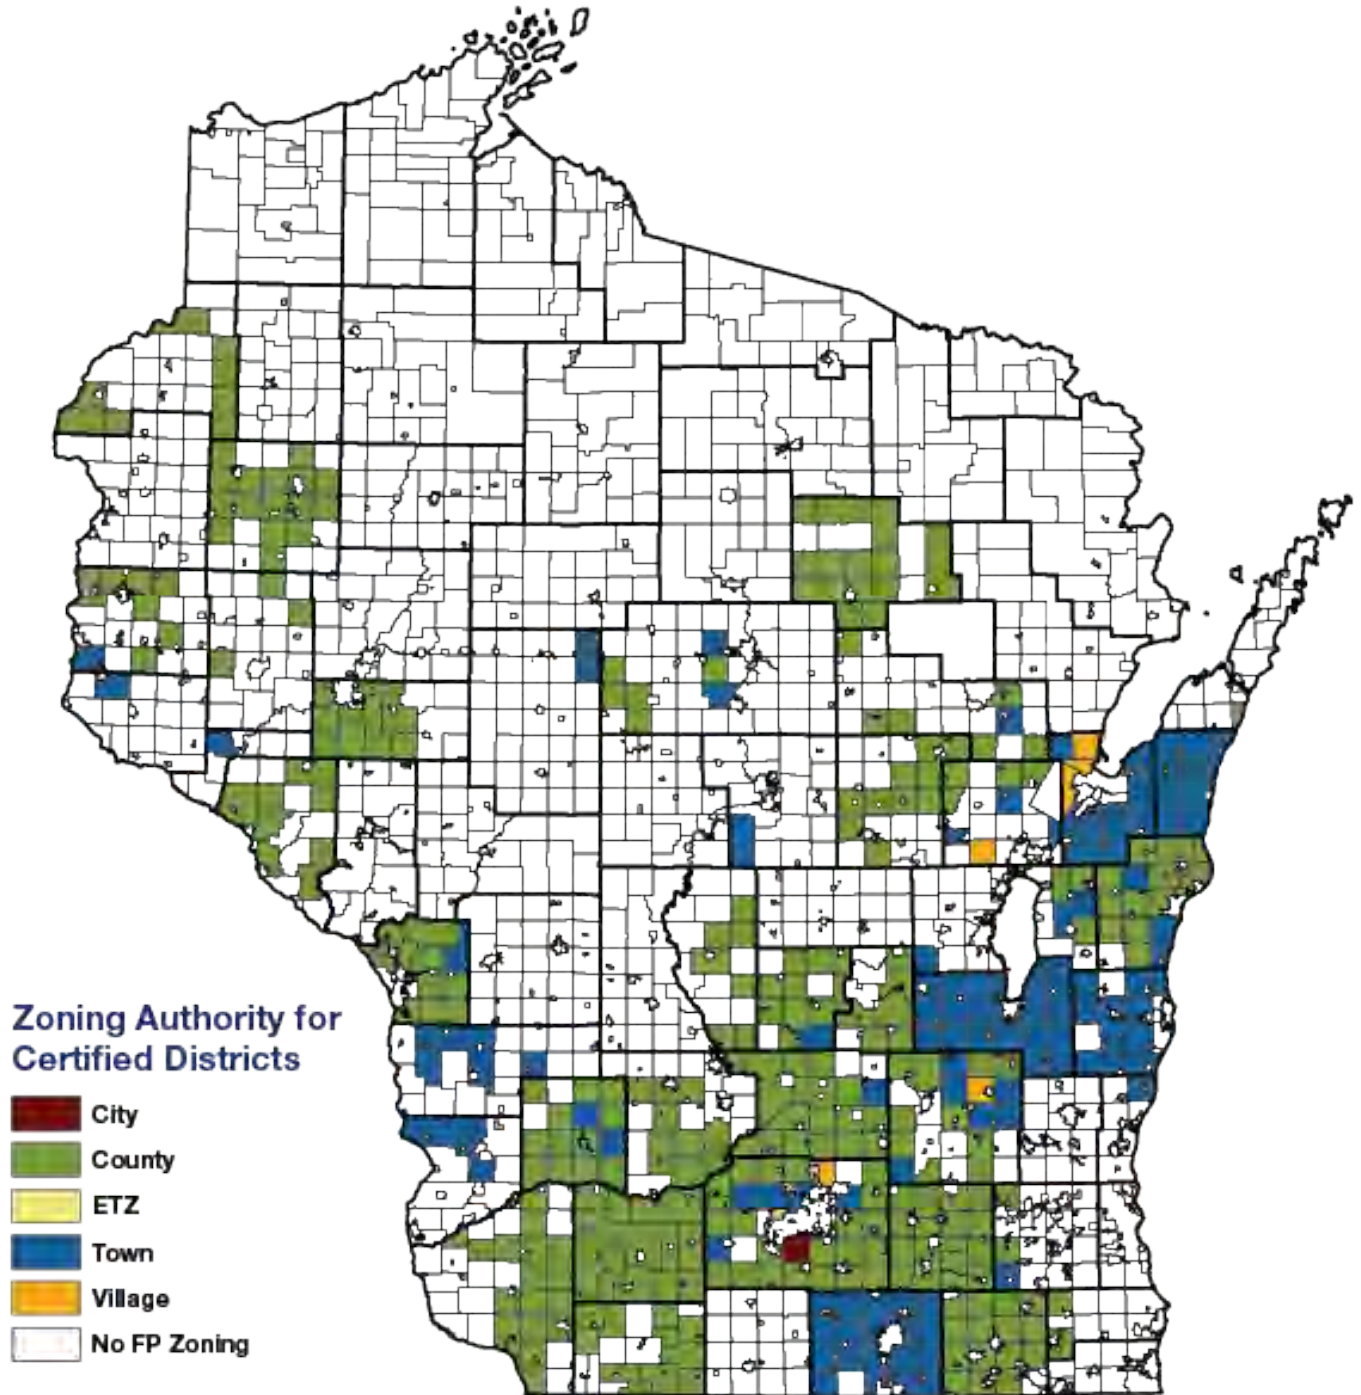 Zoning Authority for
Certified Districts
City
County
ETZ
Town
Village
No FP Zoning